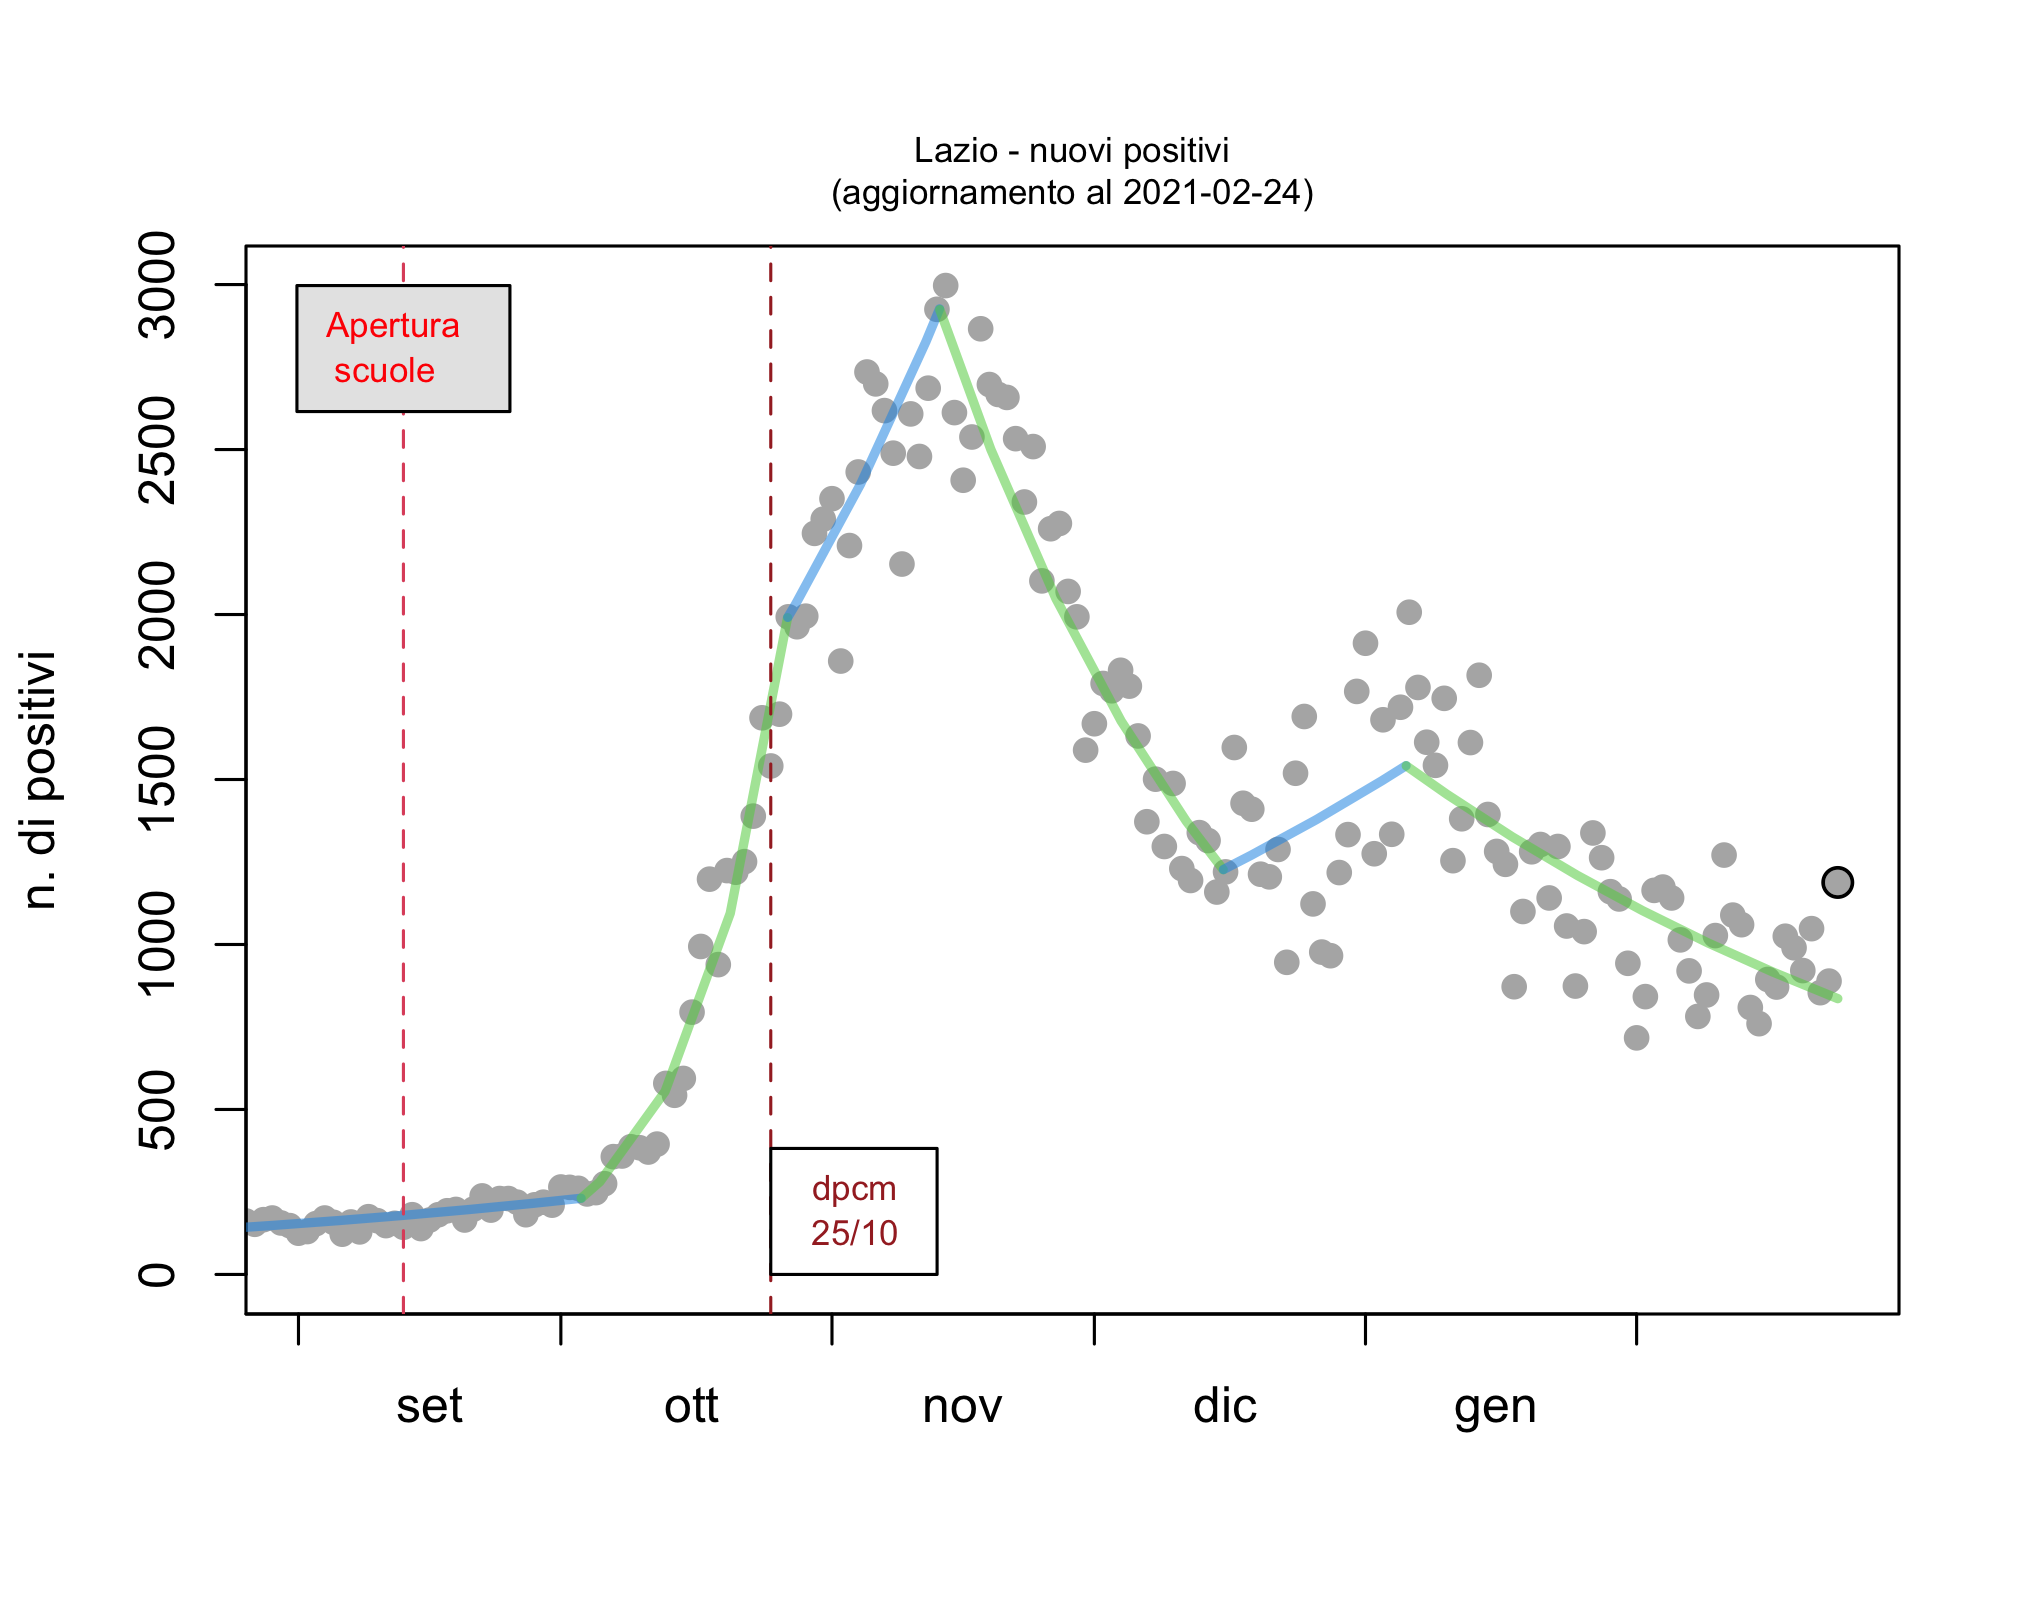 Lazio - nuovi positivi
(aggiornamento al 2021-02-24)
n. di positivi
3000
2500
2000
1500
1000
500
0
Apertura
scuole
dpcm
25/10
set ott nov dic gen